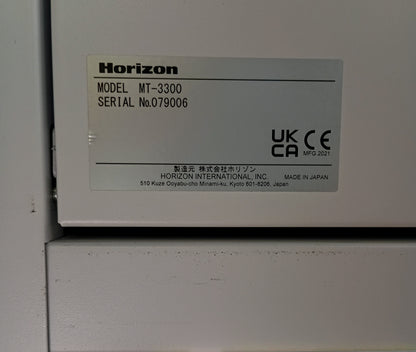 Horizon
MODEL MT-3300
SERIAL No.079006
UK
CA CE
MFG 2021
製造元 株式会社ホリゾン
HORIZON INTERNATIONAL, INC. MADE IN JAPAN
510 Kuze Ooyabu-cho Minami-ku, Kyoto 601-8206, Japan